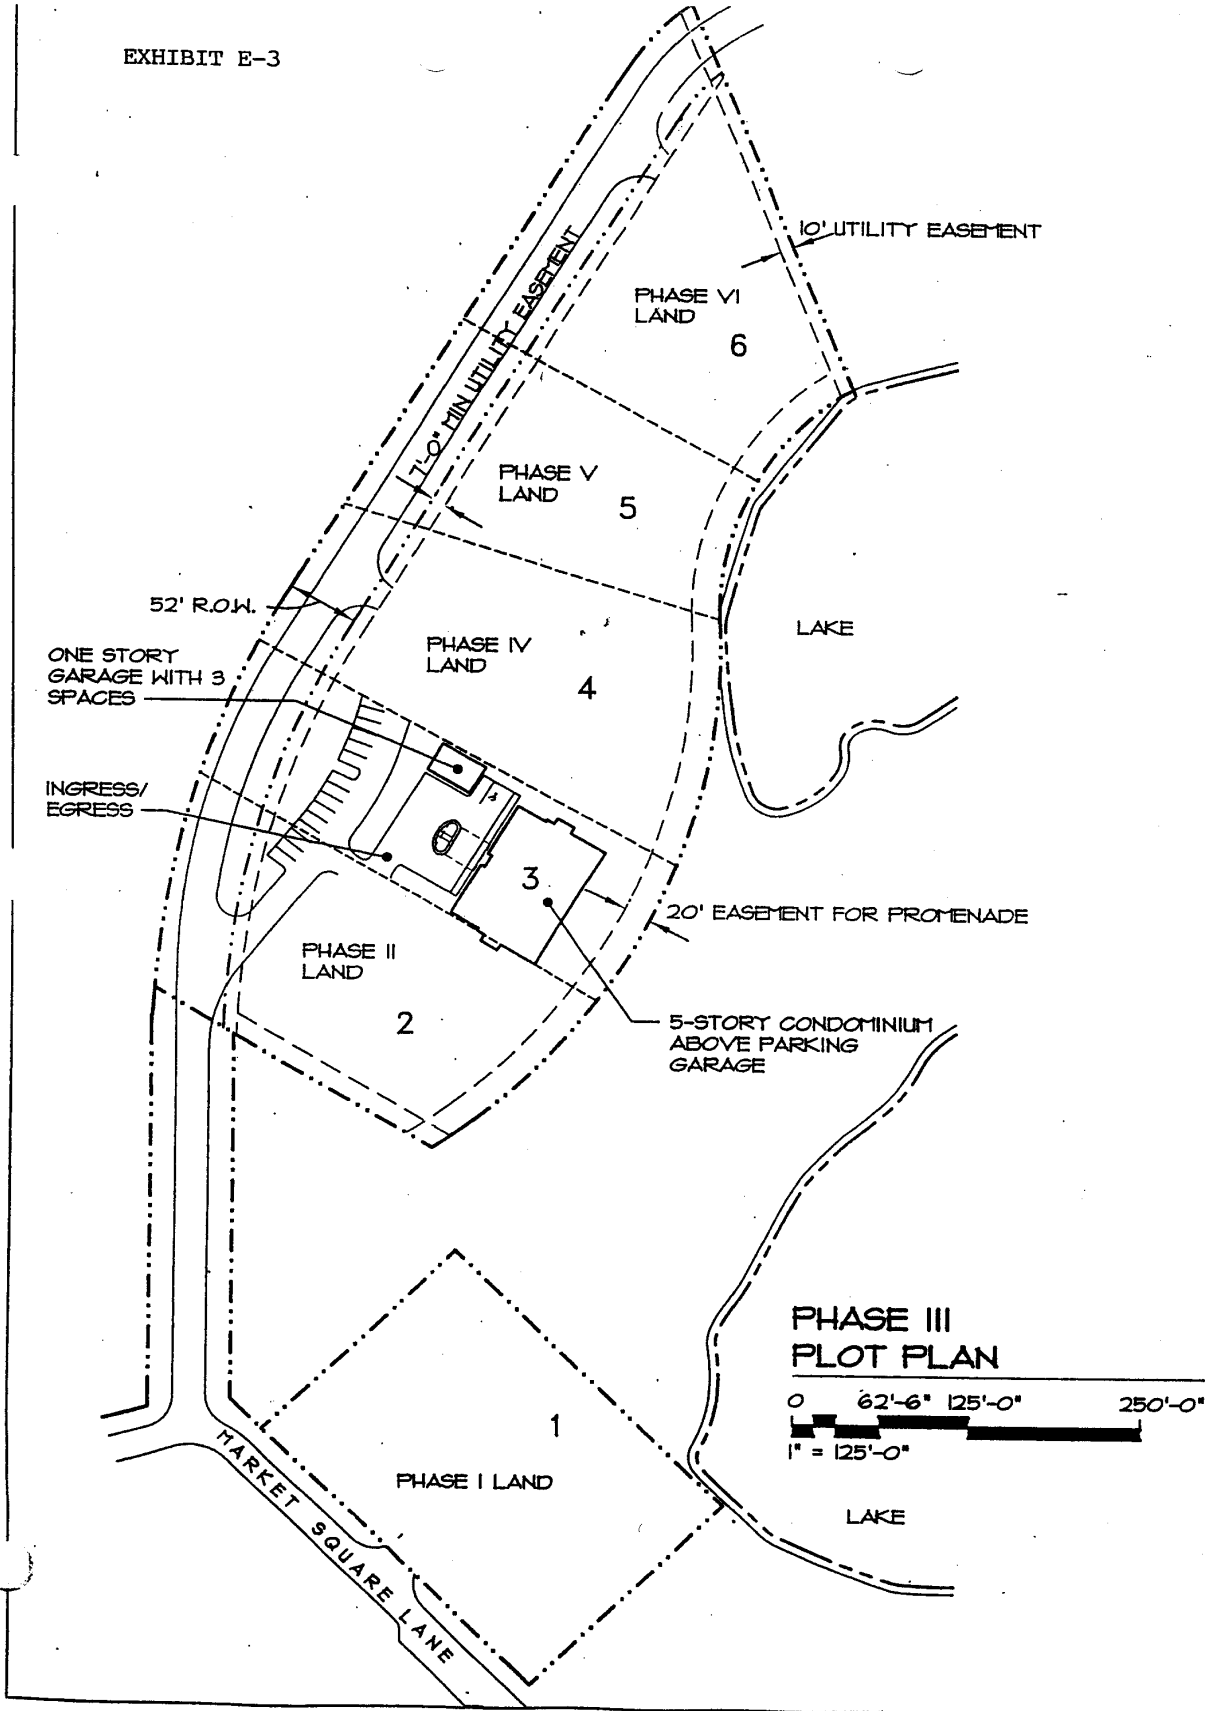 EXHIBIT E-3
10' UTILITY EASEMENT
7'-0" MIN UTILITY EASEMENT
PHASE VI
LAND
6
PHASE V
LAND
5
52' R.O.W.
LAKE
PHASE IV
LAND
4
ONE STORY
GARAGE WITH 3
SPACES
INGRESS/
EGRESS
3
20' EASEMENT FOR PROMENADE
PHASE II
LAND
2
5-STORY CONDOMINIUM
ABOVE PARKING
GARAGE
PHASE III
PLOT PLAN
0 62'-6" 125'-0" 250'-0"
1" = 125'-0"
1
PHASE I LAND
MARKET SQUARE LANE
LAKE